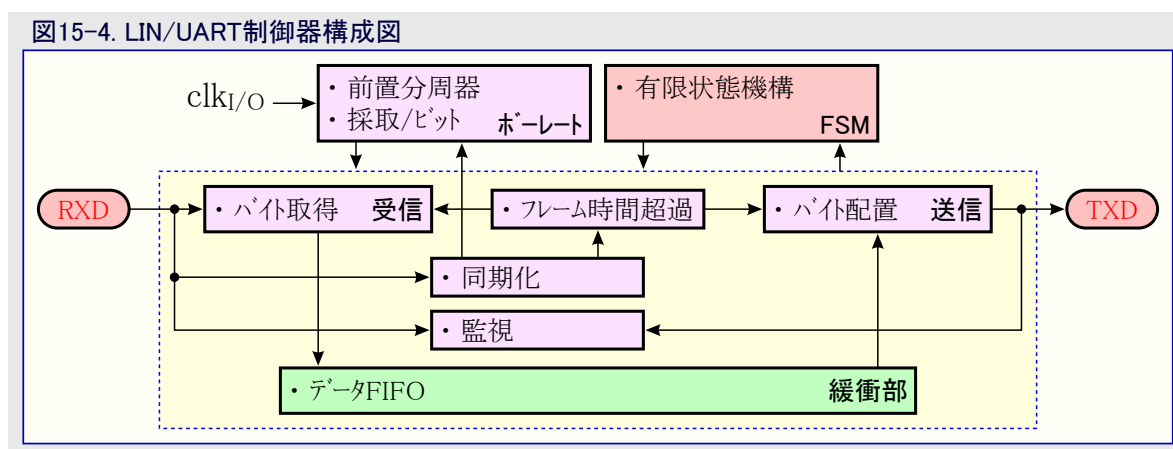 図15-4. LIN/UART制御器構成図
clkI/O
・前置分周器
・採取/ビット ボーレート
・有限状態機構
FSM
RXD
・バイト取得 受信
・フレーム時間超過
・バイト配置 送信
TXD
・同期化
・監視
・データFIFO 緩衝部